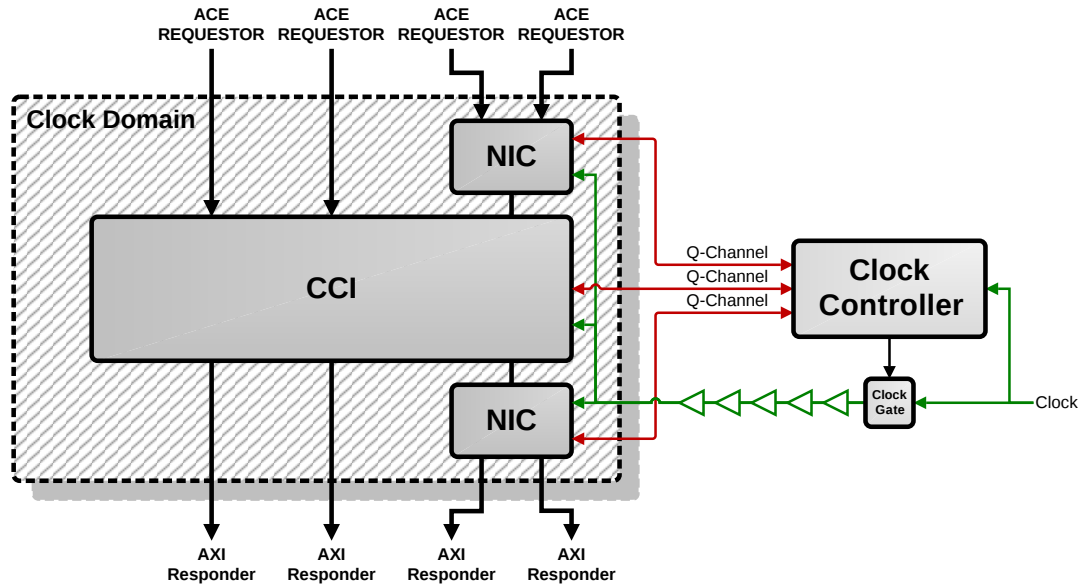 ACE
REQUESTOR
ACE
REQUESTOR
ACE
REQUESTOR
ACE
REQUESTOR
Clock Domain
NIC
CCI
Q-Channel
Q-Channel
Q-Channel
Clock
Controller
NIC
Clock
Gate
Clock
AXI
Responder
AXI
Responder
AXI
Responder
AXI
Responder